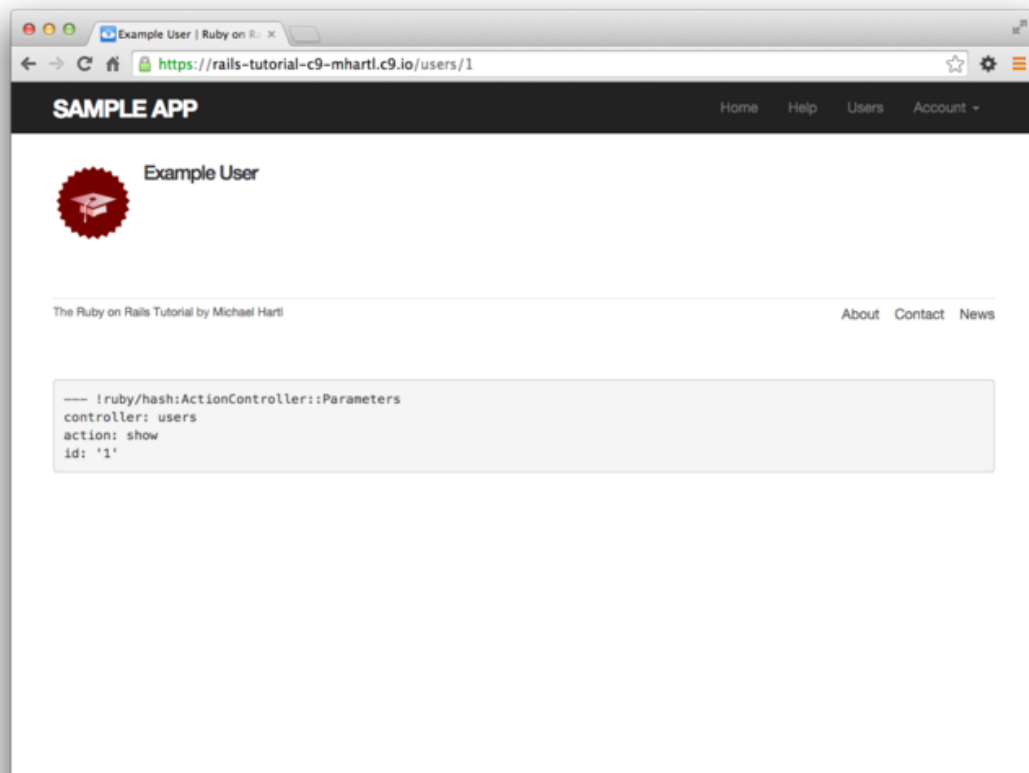 Example User | Ruby on R
https://rails-tutorial-c9-mhartl.c9.io/users/1
SAMPLE APP
Home Help Users Account
Example User
The Ruby on Rails Tutorial by Michael Hartl
About Contact News
--- !ruby/hash:ActionController::Parameters
controller: users
action: show
id: '1'